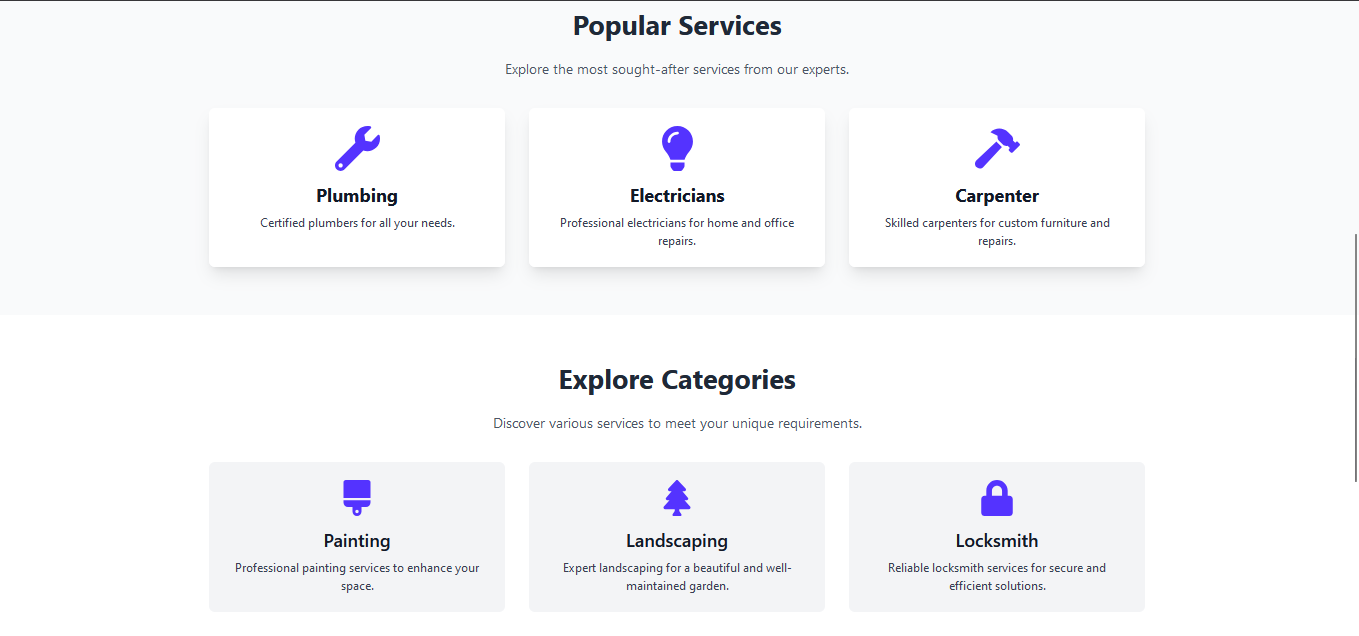 Popular Services
Explore the most sought-after services from our experts.
Plumbing
Certified plumbers for all your needs.
Electricians
Professional electricians for home and office
repairs.
Carpenter
Skilled carpenters for custom furniture and
repairs.
Explore Categories
Discover various services to meet your unique requirements.
Painting
Professional painting services to enhance your
space.
Landscaping
Expert landscaping for a beautiful and well-
maintained garden.
Locksmith
Reliable locksmith services for secure and
efficient solutions.